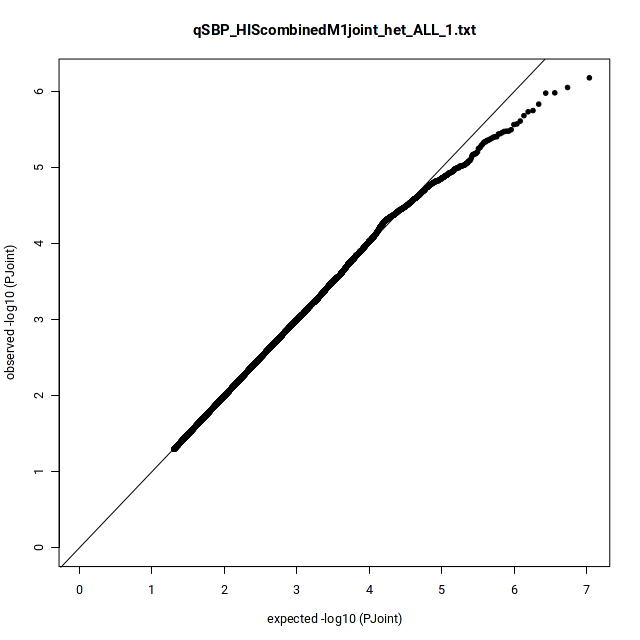 qSBP_HIScombinedM1joint_het_ALL_1.txt
observed -log10 (PJoint)
6
5
4
3
2
1
0
0 1 2 3 4 5 6 7
expected -log10 (PJoint)